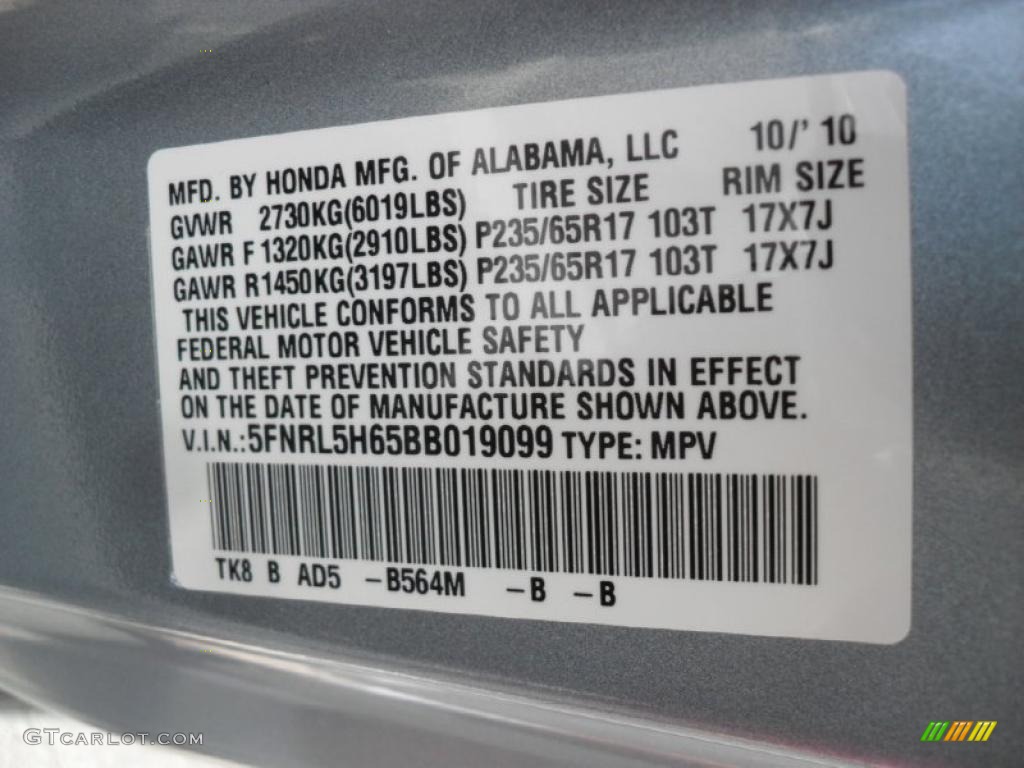 MFD. BY HONDA MFG. OF ALABAMA, LLC 10/' 10
GVWR 2730KG(6019LBS) TIRE SIZE RIM SIZE
GAWR F 1320KG(2910LBS) P235/65R17 103T 17X7J
GAWR R1450KG(3197LBS) P235/65R17 103T 17X7J
THIS VEHICLE CONFORMS TO ALL APPLICABLE
FEDERAL MOTOR VEHICLE SAFETY
AND THEFT PREVENTION STANDARDS IN EFFECT
ON THE DATE OF MANUFACTURE SHOWN ABOVE.
V.I.N.:5FNRL5H65BB019099 TYPE: MPV
TK8 B AD5 –B564M –B –B
GTCARLOT.COM